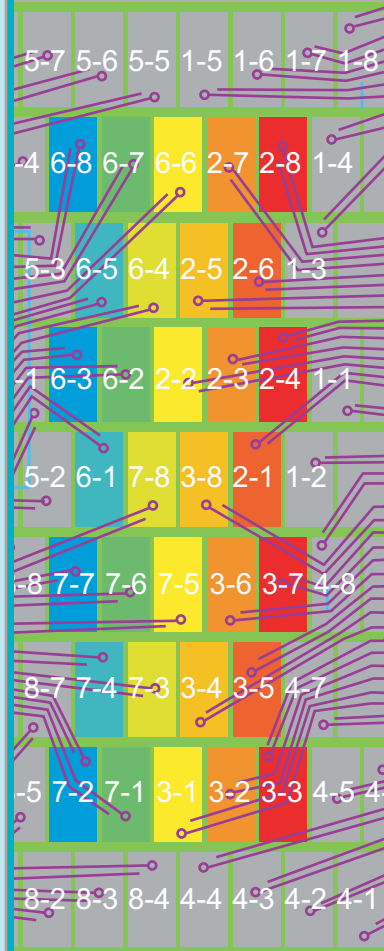 5-7 5-6 5-5 1-5 1-6 1-7 1-8
-4 6-8 6-7 6-6 2-7 2-8 1-4
5-3 6-5 6-4 2-5 2-6 1-3
-1 6-3 6-2 2-2 2-3 2-4 1-1
5-2 6-1 7-8 3-8 2-1 1-2
-8 7-7 7-6 7-5 3-6 3-7 4-8
8-7 7-4 7-3 3-4 3-5 4-7
-5 7-2 7-1 3-1 3-2 3-3 4-5 4-
8-2 8-3 8-4 4-4 4-3 4-2 4-1